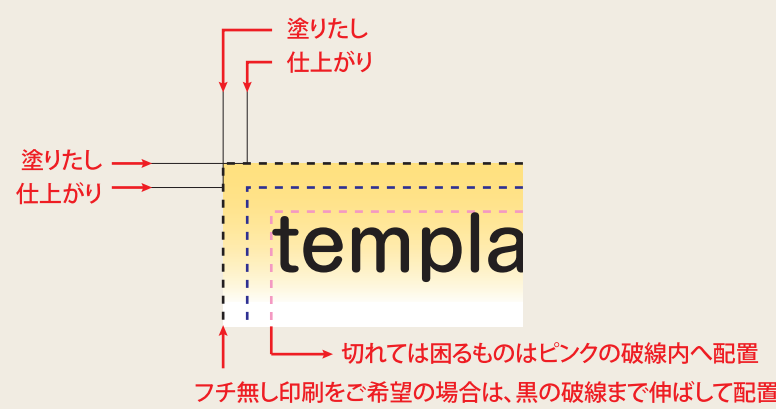 塗りたし
仕上がり
塗りたし
仕上がり
templa
切れては困るものはピンクの破線内へ配置
フチ無し印刷をご希望の場合は、黒の破線まで伸ばして配置